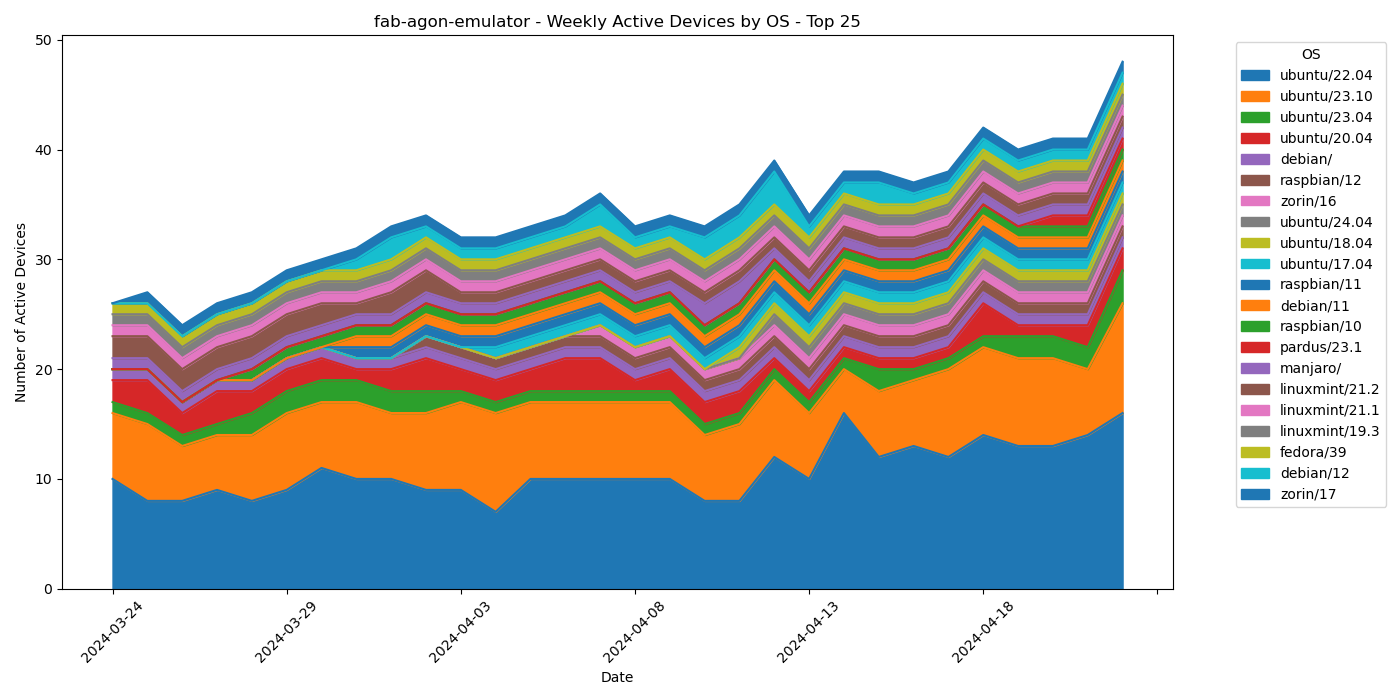 fab-agon-emulator - Weekly Active Devices by OS - Top 25
Number of Active Devices
50
40
30
20
10
0
2024-03-24
2024-03-29
2024-04-03
2024-04-08
2024-04-13
2024-04-18
Date
OS
ubuntu/22.04
ubuntu/23.10
ubuntu/23.04
ubuntu/20.04
debian/
raspbian/12
zorin/16
ubuntu/24.04
ubuntu/18.04
ubuntu/17.04
raspbian/11
debian/11
raspbian/10
pardus/23.1
manjaro/
linuxmint/21.2
linuxmint/21.1
linuxmint/19.3
fedora/39
debian/12
zorin/17